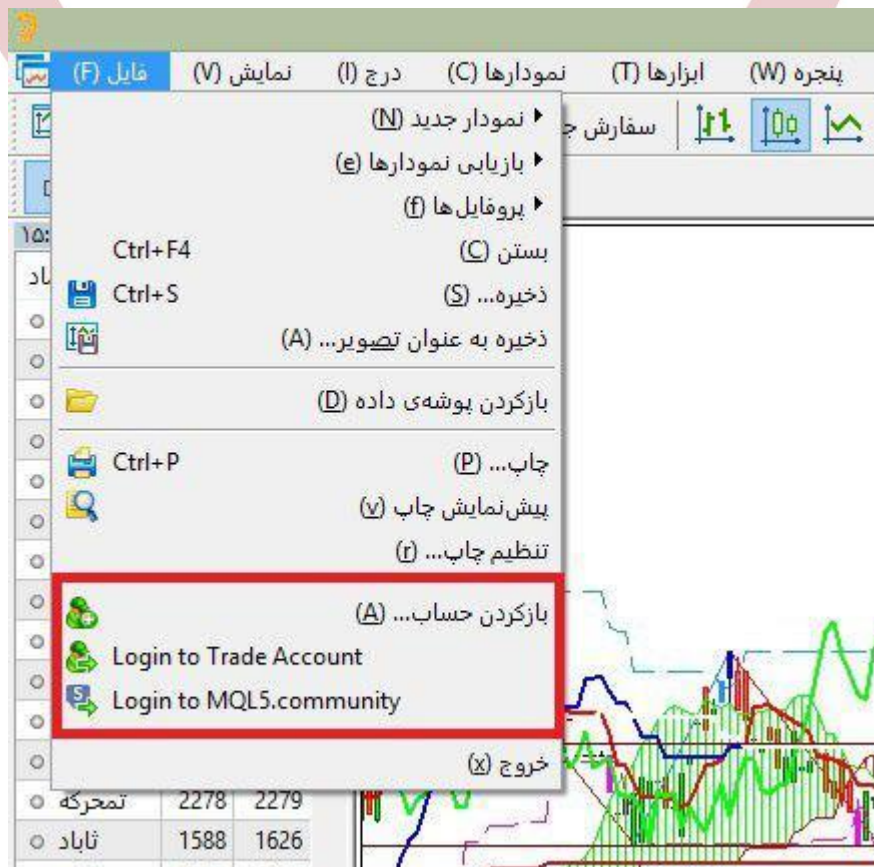 فایل (F) نمایش (V) درج (I) نمودارها (C) ابزارها (T) پنجره (W)
نمودار جدید (N)
سفارش
بازیابی نمودارها (e)
پروفایل‌ها (f)
۱۵:
بستن (C) Ctrl+F4
ذخیره... (S) Ctrl+S
ذخیره به عنوان تصویر... (A)
بازکردن پوشه‌ی داده (D)
چاپ... (P) Ctrl+P
پیش‌نمایش چاپ (v)
تنظیم چاپ... (r)
بازکردن حساب... (A)
Login to Trade Account
Login to MQL5.community
خروج (x)
تمحرکه 2278 2279
ثاباد 1588 1626